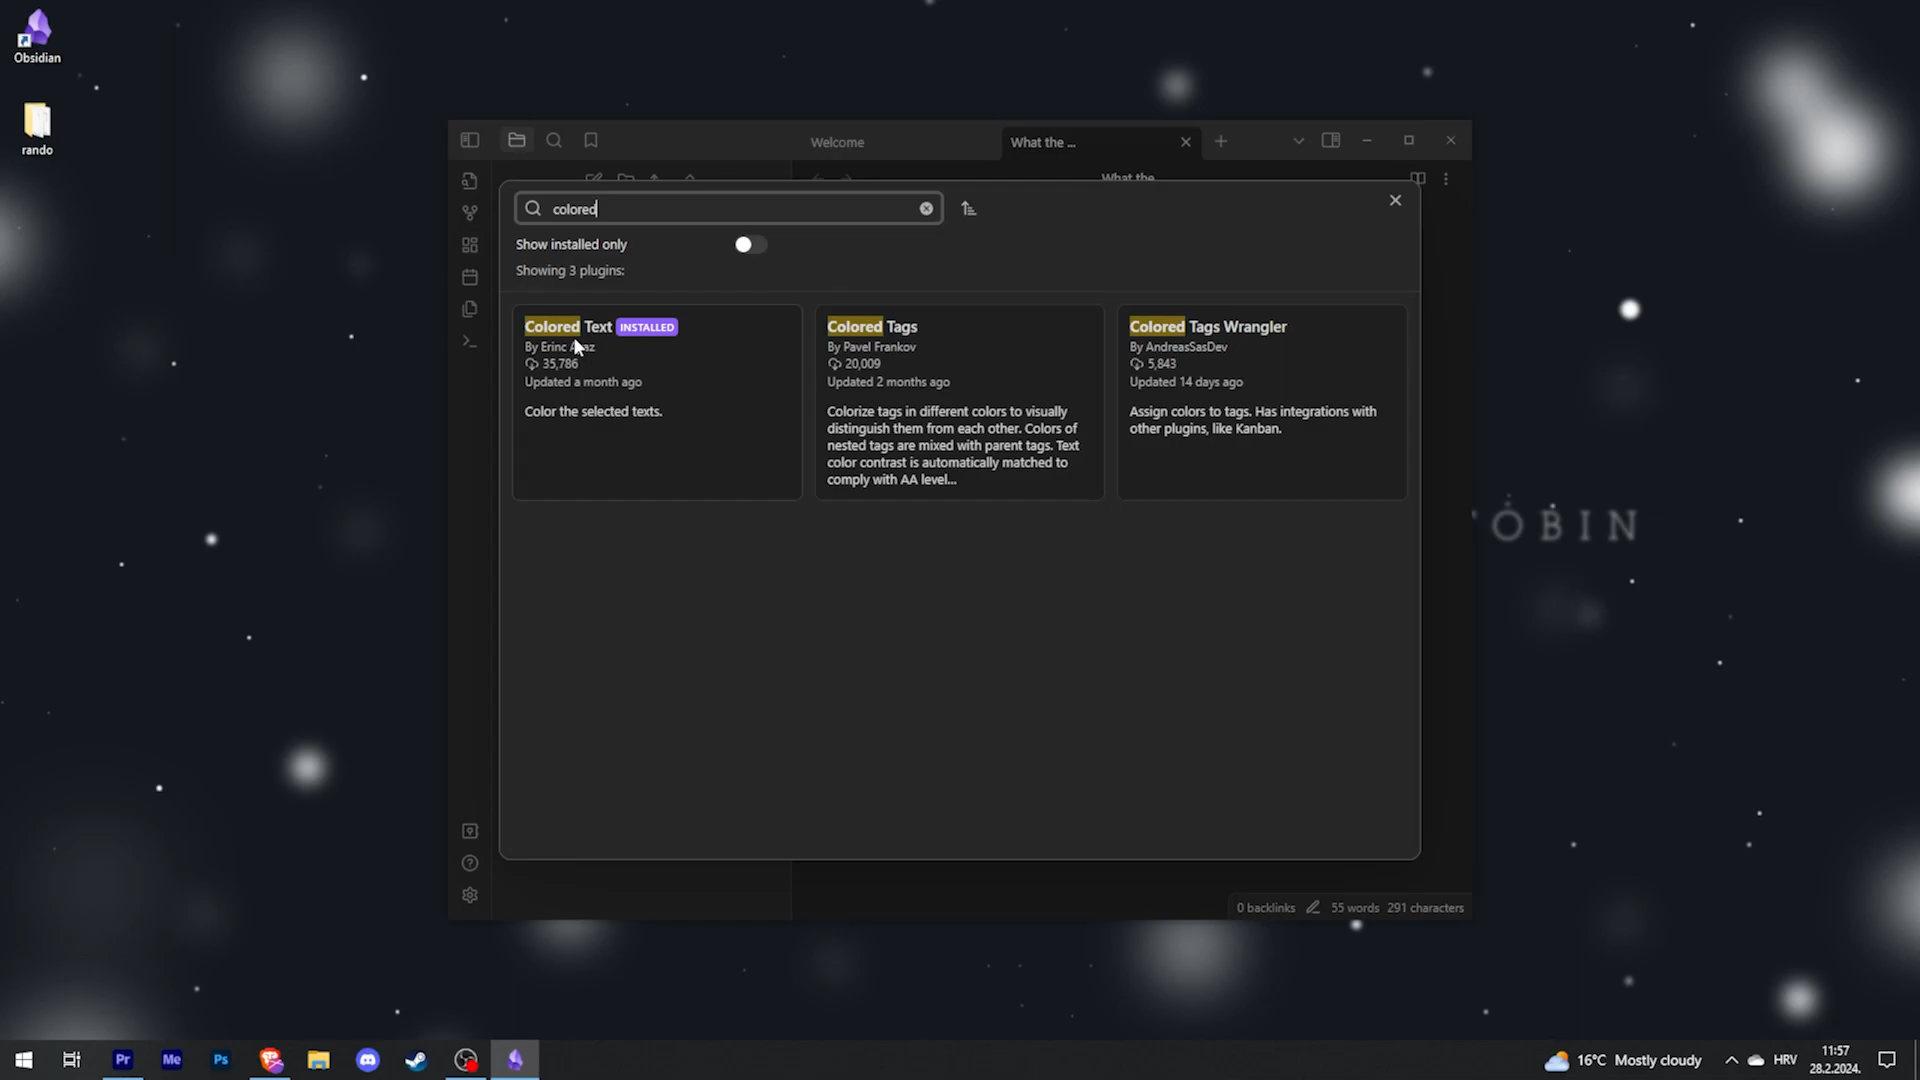 Obsidian
rando
Welcome
What the ...
What the
colored
Show installed only
Showing 3 plugins:
Colored Text INSTALLED
By Erinc
35,786
Updated a month ago
Color the selected texts.
Colored Tags
By Pavel Frankov
20,009
Updated 2 months ago
Colorize tags in different colors to visually
distinguish them from each other. Colors of
nested tags are mixed with parent tags. Text
color contrast is automatically matched to
comply with AA level...
Colored Tags Wrangler
By AndreasSasDev
5,843
Updated 14 days ago
Assign colors to tags. Has integrations with
other plugins, like Kanban.
0 backlinks 55 words 291 characters
Pr
Me
Ps
16°C Mostly cloudy
HRV
11:57
28.2.2024.